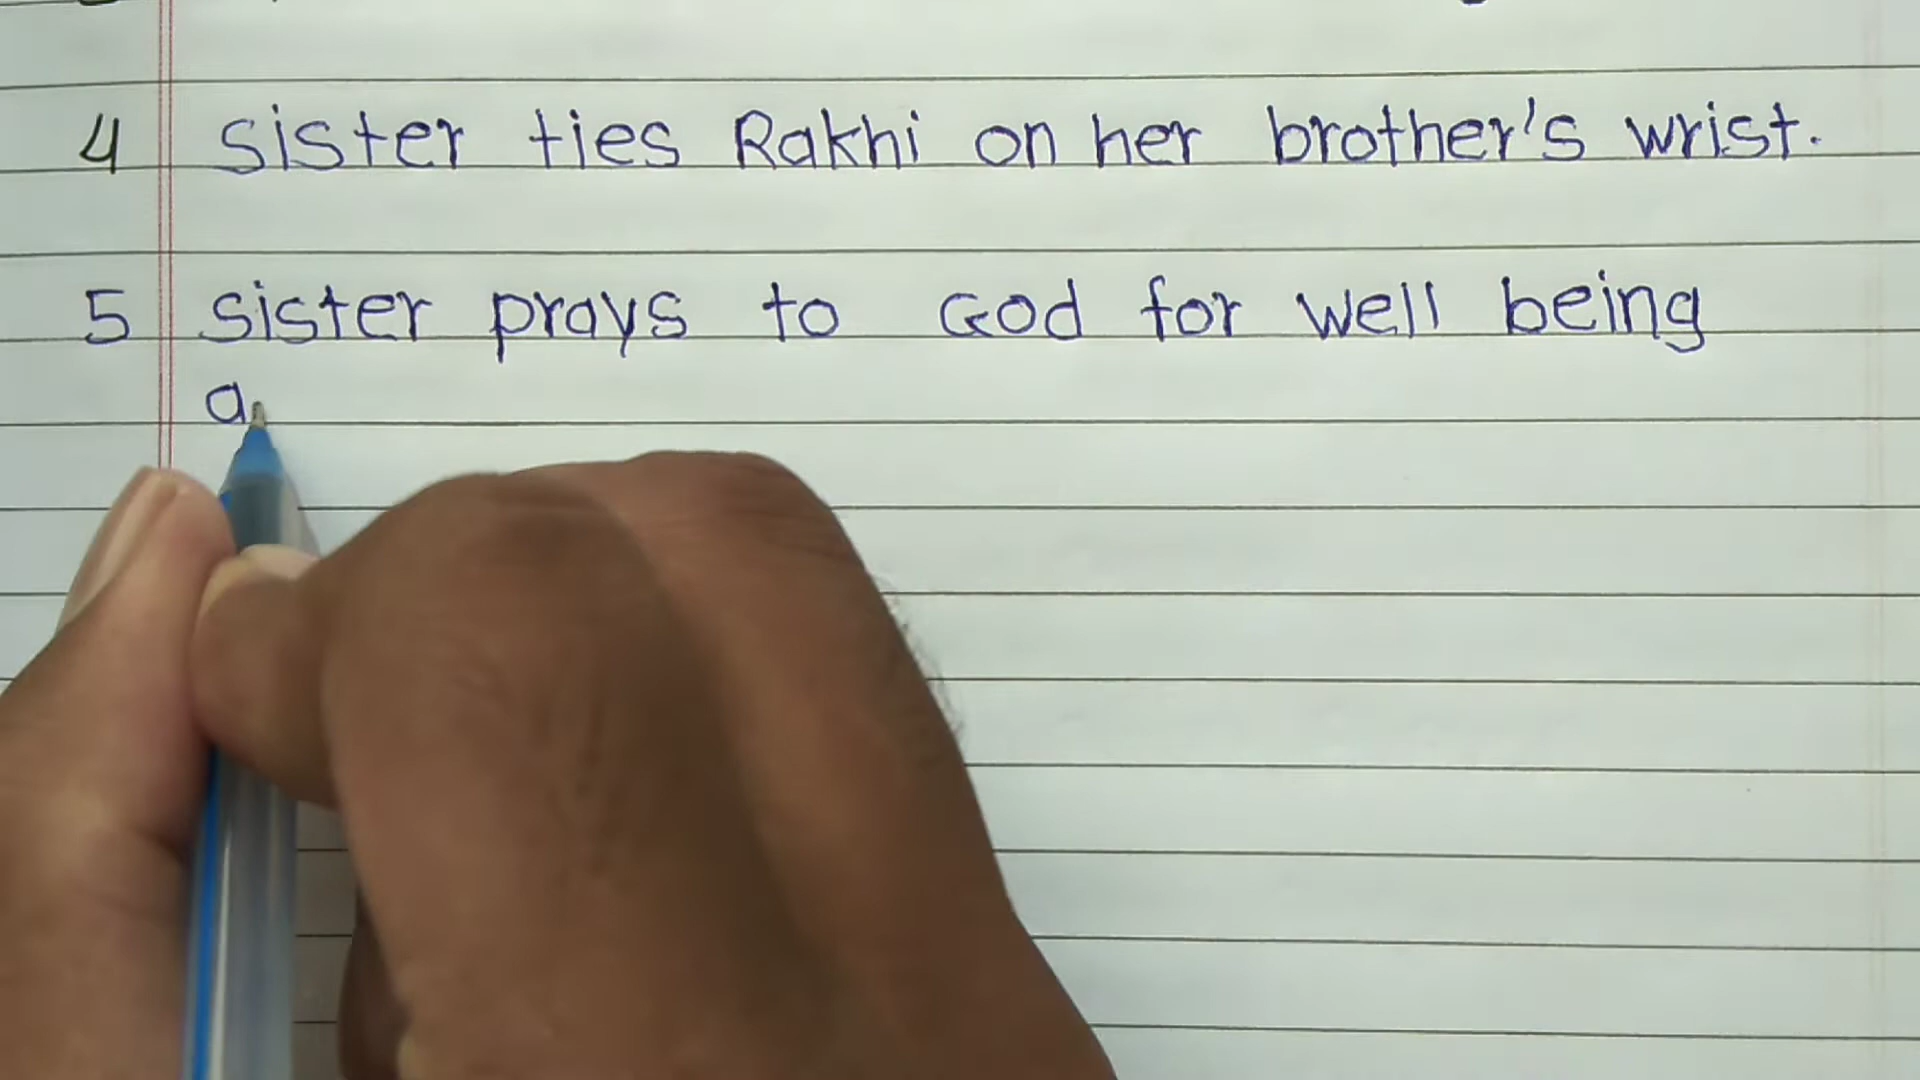 4 sister ties Rakhi on her brother's wrist.
5 sister prays to God for well being
a